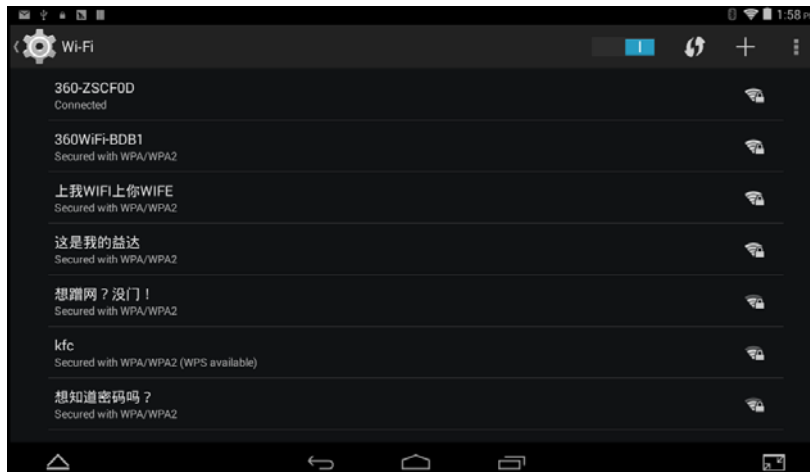 1:58
Wi-Fi
360-ZSCF0D
Connected
360WiFi-BDB1
Secured with WPA/WPA2
上我WIFI上你WIFE
Secured with WPA/WPA2
这是我的益达
Secured with WPA/WPA2
想蹭网？没门！
Secured with WPA/WPA2
kfc
Secured with WPA/WPA2 (WPS available)
想知道密码吗？
Secured with WPA/WPA2